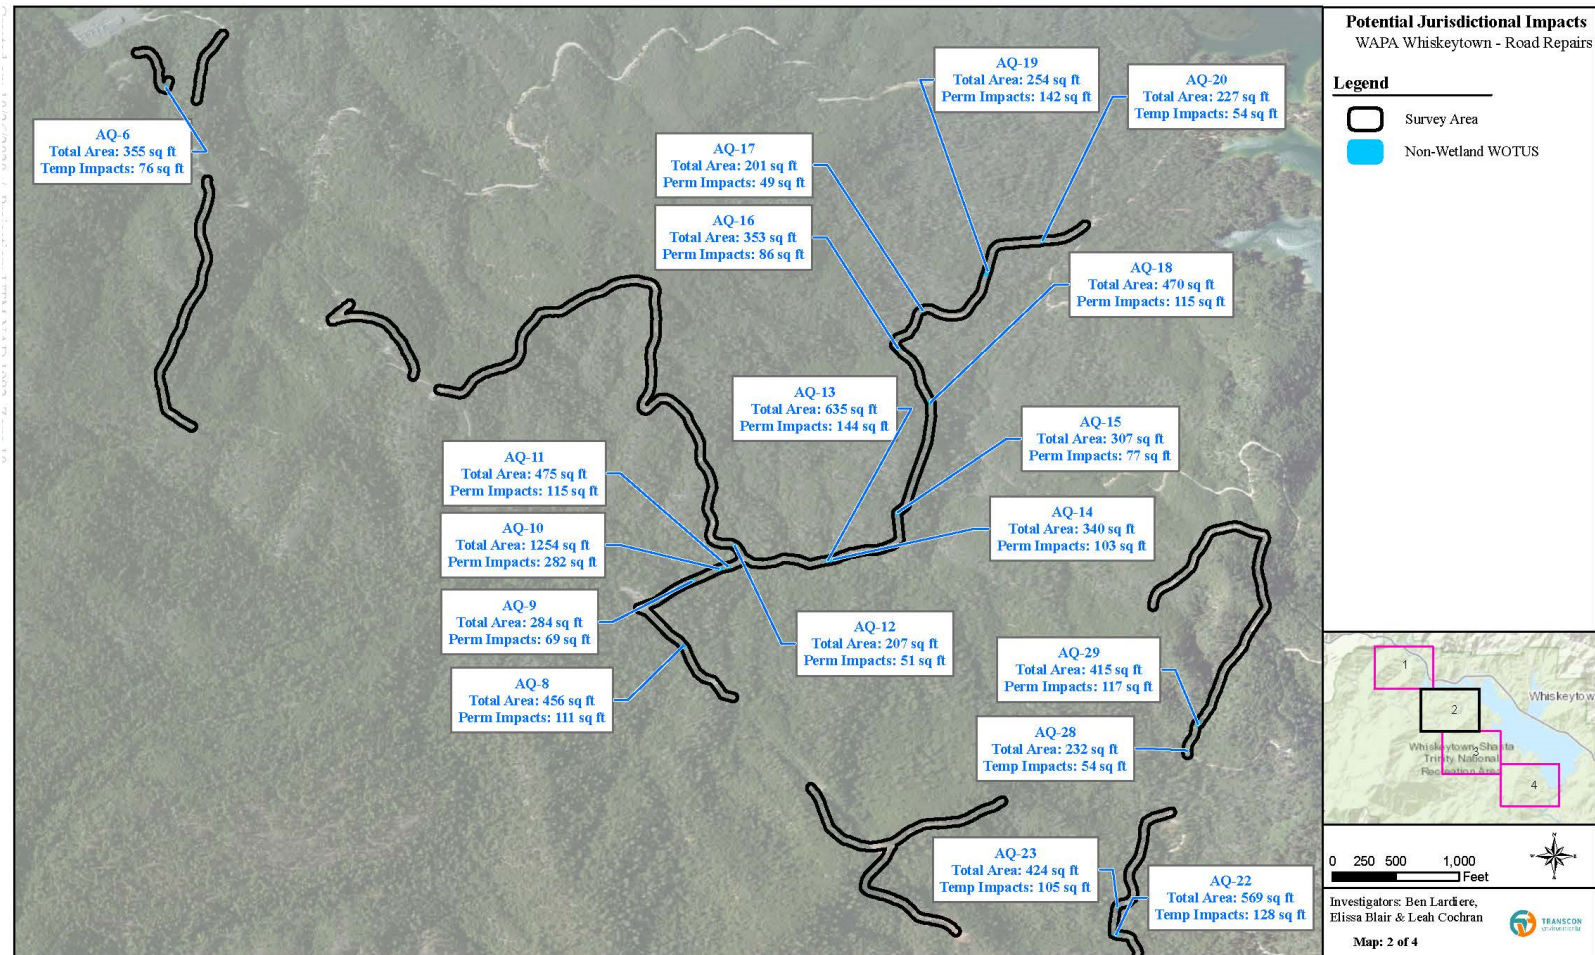 Potential Jurisdictional Impacts
WAPA Whiskeytown - Road Repairs
Legend
Survey Area
Non-Wetland WOTUS
AQ-19
Total Area: 254 sq ft
Perm Impacts: 142 sq ft
AQ-20
Total Area: 227 sq ft
Temp Impacts: 54 sq ft
AQ-6
Total Area: 355 sq ft
Temp Impacts: 76 sq ft
AQ-17
Total Area: 201 sq ft
Perm Impacts: 49 sq ft
AQ-16
Total Area: 353 sq ft
Perm Impacts: 86 sq ft
AQ-18
Total Area: 470 sq ft
Perm Impacts: 115 sq ft
AQ-13
Total Area: 635 sq ft
Perm Impacts: 144 sq ft
AQ-15
Total Area: 307 sq ft
Perm Impacts: 77 sq ft
AQ-11
Total Area: 475 sq ft
Perm Impacts: 115 sq ft
AQ-14
Total Area: 340 sq ft
Perm Impacts: 103 sq ft
AQ-10
Total Area: 1254 sq ft
Perm Impacts: 282 sq ft
AQ-9
Total Area: 284 sq ft
Perm Impacts: 69 sq ft
AQ-12
Total Area: 207 sq ft
Perm Impacts: 51 sq ft
AQ-29
Total Area: 415 sq ft
Perm Impacts: 117 sq ft
AQ-8
Total Area: 456 sq ft
Perm Impacts: 111 sq ft
AQ-28
Total Area: 232 sq ft
Temp Impacts: 54 sq ft
AQ-23
Total Area: 424 sq ft
Temp Impacts: 105 sq ft
AQ-22
Total Area: 569 sq ft
Temp Impacts: 128 sq ft
1
2
Whiskeytow
Whiskeytown-Shasta
3
Trinity National
Recreation Area
4
N
0 250 500 1,000
Feet
Investigators: Ben Lardiere,
Elissa Blair & Leah Cochran
TRANSCON
environmental
Map: 2 of 4